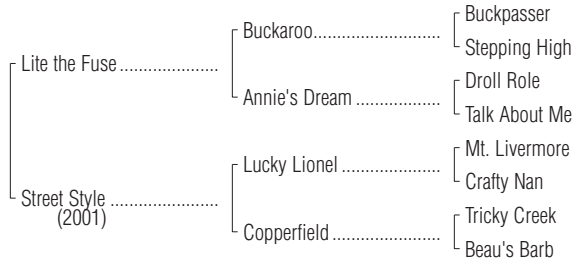 Buckpasser
Buckaroo..............................
Stepping High
Lite the Fuse .....................
Droll Role
Annie's Dream ....................
Talk About Me
Mt. Livermore
Lucky Lionel .......................
Crafty Nan
Street Style .......................
(2001)
Tricky Creek
Copperfield .........................
Beau's Barb